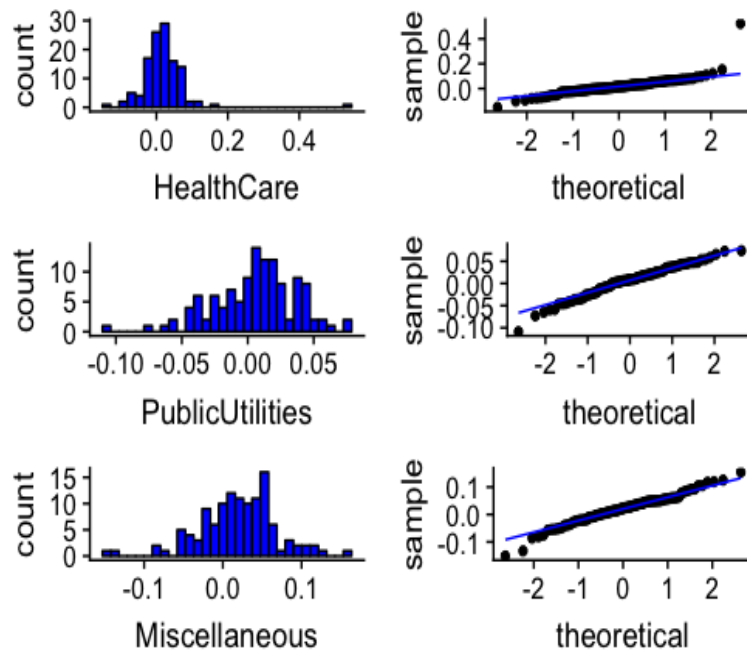 30
20
10
0
count
0.0 0.2 0.4
HealthCare
0.4
0.2
0.0
sample
-2 -1 0 1 2
theoretical
10
5
0
count
-0.10 -0.05 0.00 0.05
PublicUtilities
0.05
0.00
-0.05
-0.10
sample
-2 -1 0 1 2
theoretical
15
10
5
0
count
-0.1 0.0 0.1
Miscellaneous
0.1
0.0
-0.1
sample
-2 -1 0 1 2
theoretical